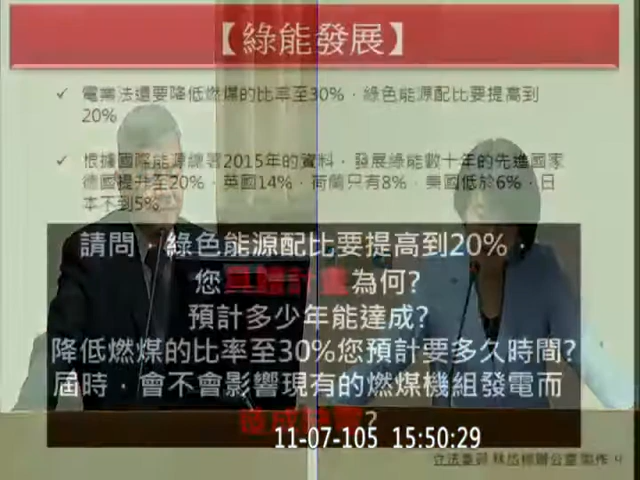 【綠能發展】
✓ 電業法還要降低燃煤的比率至30%，綠色能源配比要提高到
20%
✓ 根據國際能源總署2015年的資料，發展綠能數十年的先進國家
德國提升至20%，英國14%，荷蘭只有8%，美國低於6%，日
本不到5%
請問，綠色能源配比要提高到20%，
您具體計畫為何?
預計多少年能達成?
降低燃煤的比率至30%您預計要多久時間?
屆時，會不會影響現有的燃煤機組發電而
造成?
11-07-105 15:50:29
立法委員 辦公室 製作 4